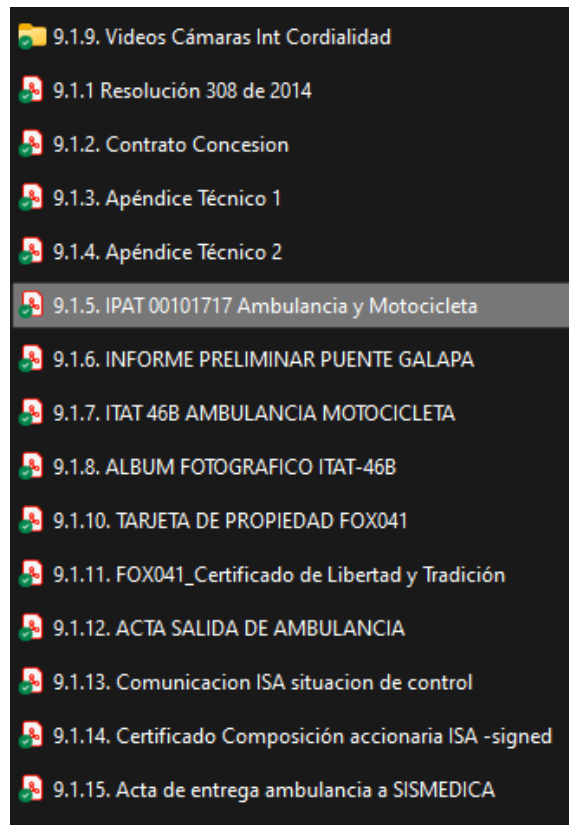 9.1.9. Videos Cámaras Int Cordialidad
9.1.1 Resolución 308 de 2014
9.1.2. Contrato Concesion
9.1.3. Apéndice Técnico 1
9.1.4. Apéndice Técnico 2
9.1.5. IPAT 00101717 Ambulancia y Motocicleta
9.1.6. INFORME PRELIMINAR PUENTE GALAPA
9.1.7. ITAT 46B AMBULANCIA MOTOCICLETA
9.1.8. ALBUM FOTOGRAFICO ITAT-46B
9.1.10. TARJETA DE PROPIEDAD FOX041
9.1.11. FOX041_Certificado de Libertad y Tradición
9.1.12. ACTA SALIDA DE AMBULANCIA
9.1.13. Comunicacion ISA situacion de control
9.1.14. Certificado Composición accionaria ISA -signed
9.1.15. Acta de entrega ambulancia a SISMEDICA